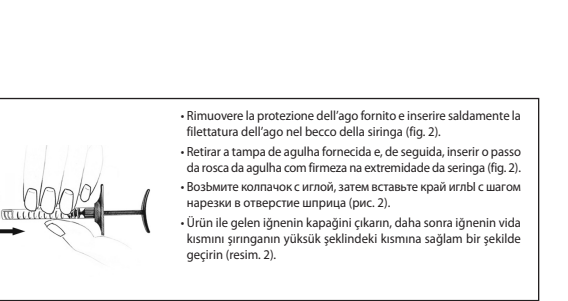 • Rimuovere la protezione dell'ago fornito e inserire saldamente la
filettatura dell'ago nel becco della siringa (fig. 2).
• Retirar a tampa de agulha fornecida e, de seguida, inserir o passo
da rosca da agulha com firmeza na extremidade da seringa (fig. 2).
• Возьмите колпачок с иглой, затем вставьте край иглЫ с шагом
нарезки в отверстие шприца (рис. 2).
• Ürün ile gelen iğnenin kapağini çıkarın, daha sonra iğnenin vida
kısmını şırınganın yüksük şeklindeki kısmına sağlam bir şekilde
geçirin (resim. 2).